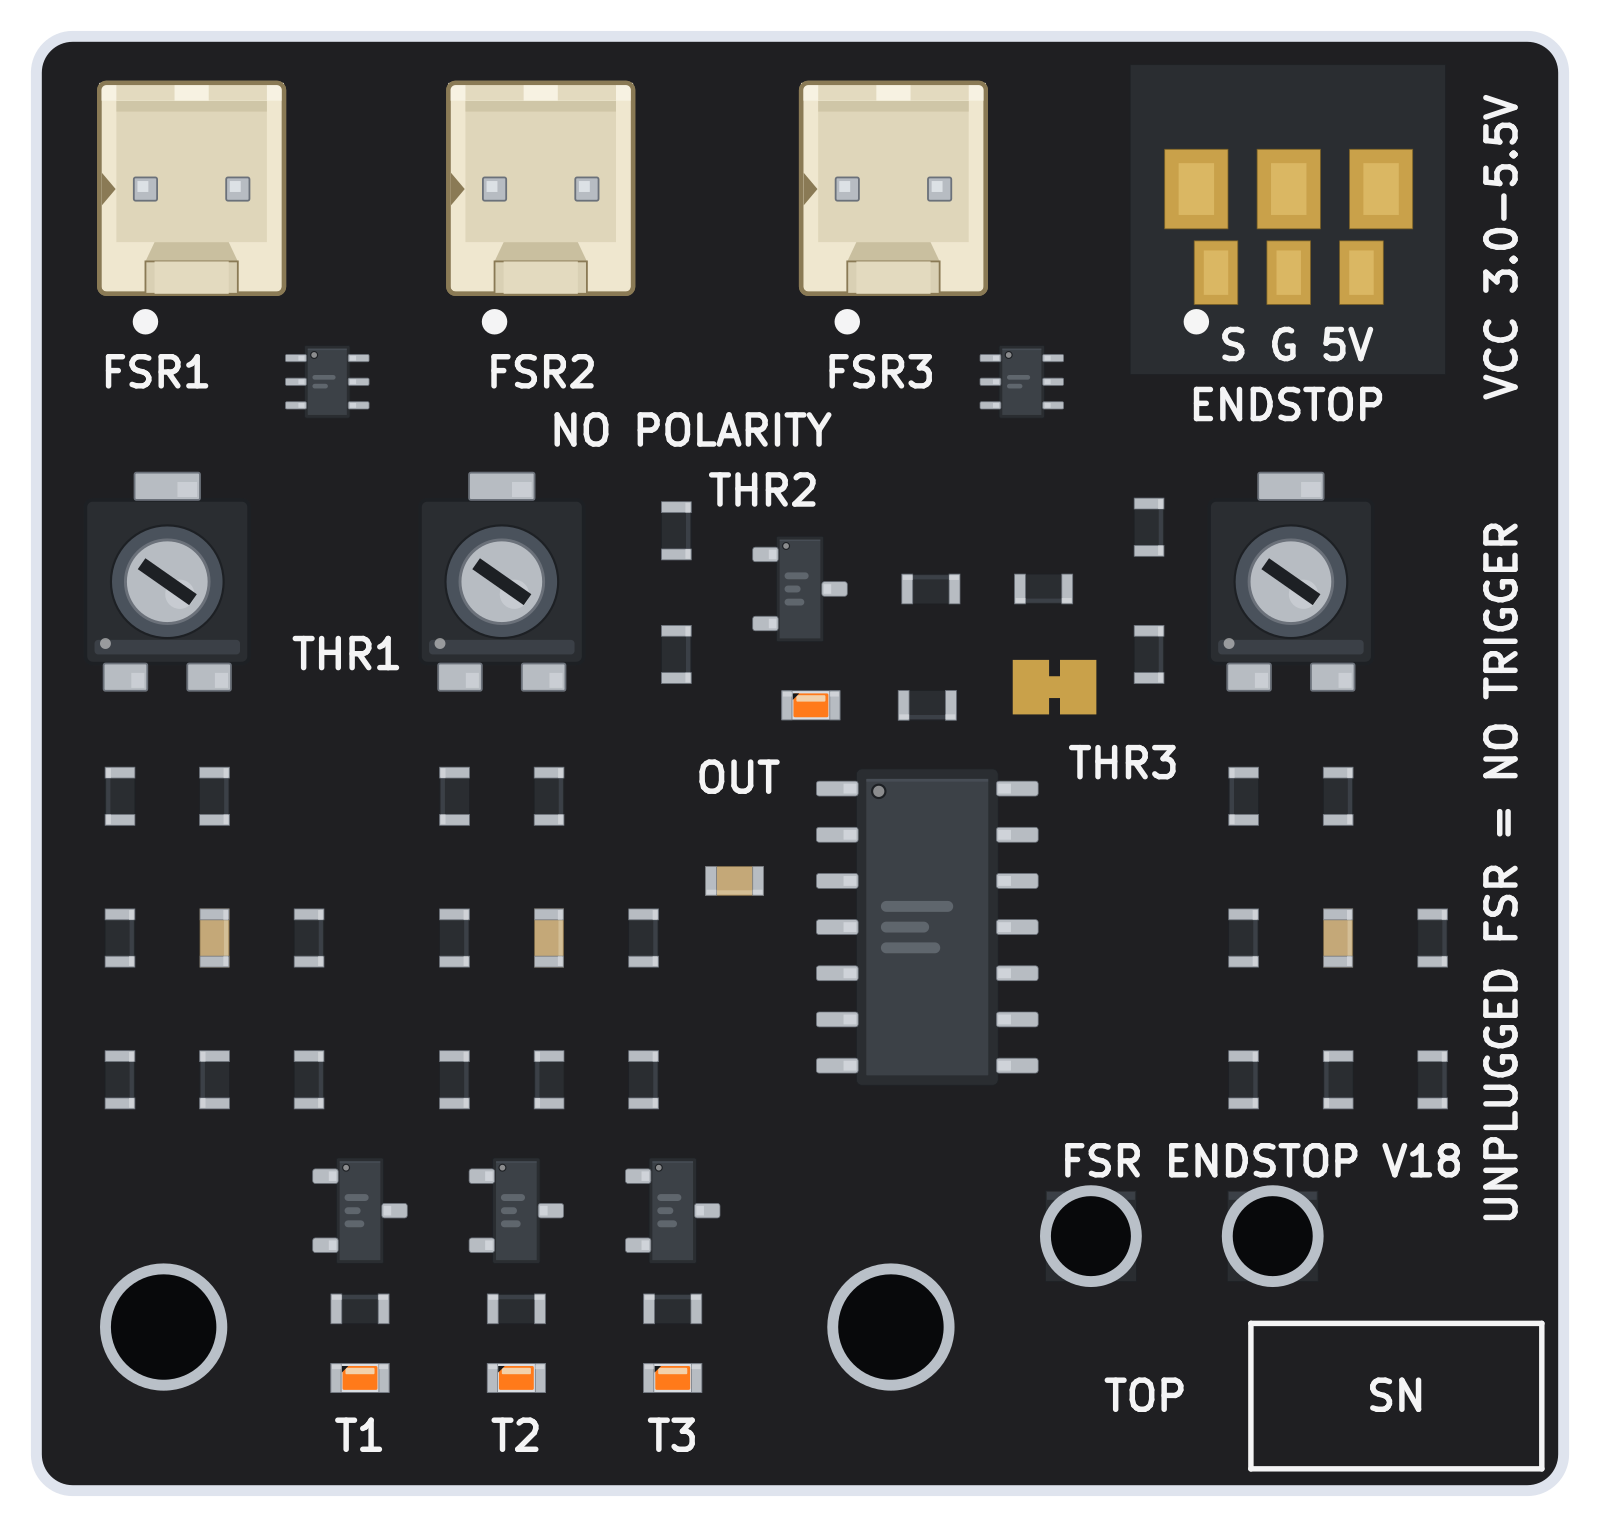 VCC 3.0-5.5V
S G 5V
FSR1
FSR2
FSR3
ENDSTOP
NO POLARITY
THR2
THR1
UNPLUGGED FSR = NO TRIGGER
THR3
OUT
FSR ENDSTOP V18
TOP
SN
T1
T2
T3